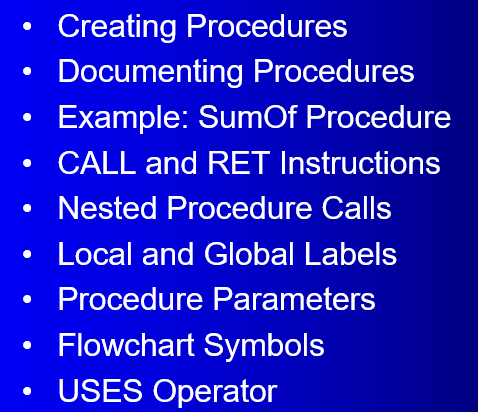 • Creating Procedures
• Documenting Procedures
• Example: SumOf Procedure
• CALL and RET Instructions
• Nested Procedure Calls
• Local and Global Labels
• Procedure Parameters
• Flowchart Symbols
• USES Operator